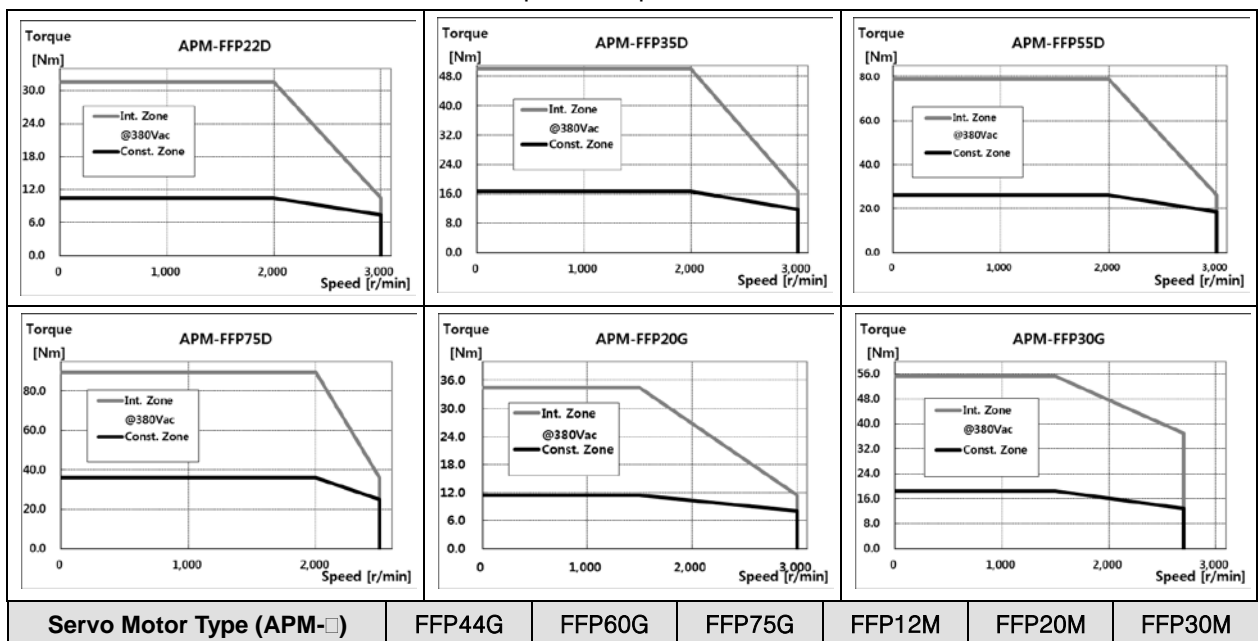 Torque
[Nm]
APM-FFP22D
30.0
24.0
18.0
12.0
6.0
0.0
Int. Zone
@380Vac
Const. Zone
0 1,000 2,000 3,000
Speed [r/min]
Torque
[Nm]
APM-FFP35D
48.0
40.0
32.0
24.0
16.0
8.0
0.0
Int. Zone
@380Vac
Const. Zone
0 1,000 2,000 3,000
Speed [r/min]
Torque
[Nm]
APM-FFP55D
80.0
60.0
40.0
20.0
0.0
Int. Zone
@380Vac
Const. Zone
0 1,000 2,000 3,000
Speed [r/min]
Torque
[Nm]
APM-FFP75D
80.0
60.0
40.0
20.0
0.0
Int. Zone
@380Vac
Const. Zone
0 1,000 2,000
Speed [r/min]
Torque
[Nm]
APM-FFP20G
36.0
30.0
24.0
18.0
12.0
6.0
0.0
Int. Zone
@380Vac
Const. Zone
0 1,000 2,000 3,000
Speed [r/min]
Torque
[Nm]
APM-FFP30G
56.0
48.0
40.0
32.0
24.0
16.0
8.0
0.0
Int. Zone
@380Vac
Const. Zone
0 1,000 2,000 3,000
Speed [r/min]
Servo Motor Type (APM-□) FFP44G FFP60G FFP75G FFP12M FFP20M FFP30M